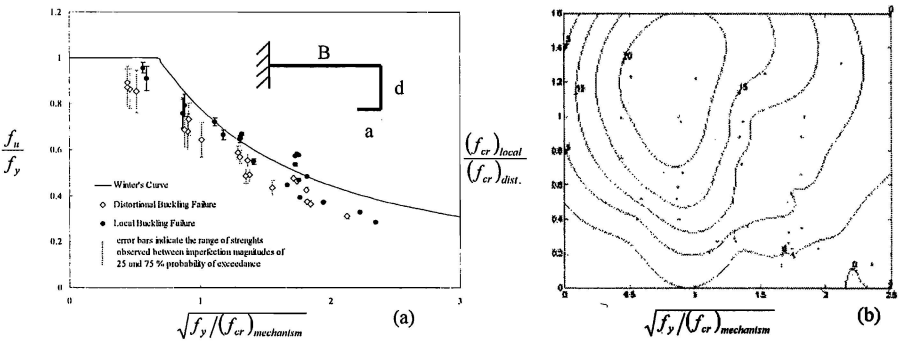 f_u / f_y
1
0.8
0.6
0.4
0.2
0
0
1
2
3
B
d
a
Winter's Curve
Distortional Buckling Failure
Local Buckling Failure
error bars indicate the range of strenghts
observed between imperfection magnitudes of
25 and 75 % probability of exceedance
√f_y/(f_cr)_mechanism
(a)
(f_cr)_local / (f_cr)_dist.
1.6
1.4
1.2
1
0.8
0.6
0.4
0.2
0
20
15
15
0
0.5
1
1.5
2
2.5
√f_y/(f_cr)_mechanism
(b)